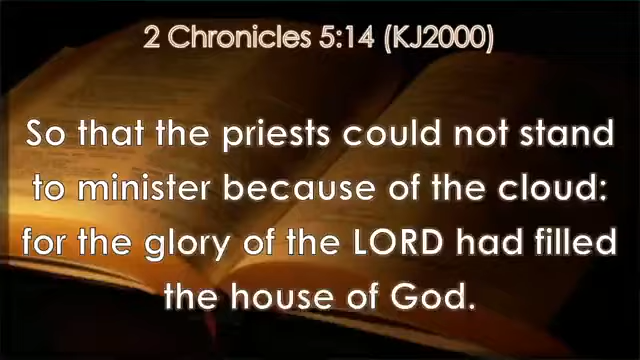 2 Chronicles 5:14 (KJ2000)
So that the priests could not stand
to minister because of the cloud:
for the glory of the LORD had filled
the house of God.